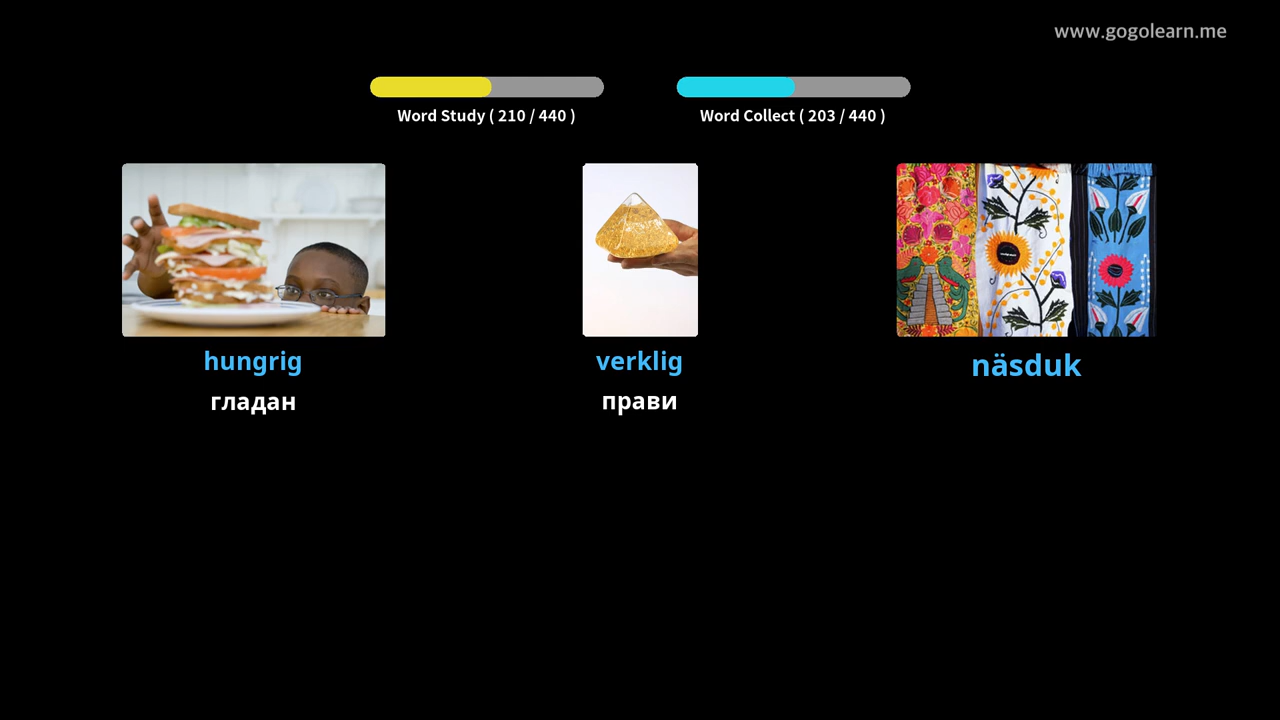 www.gogolearn.me
Word Study ( 210 / 440 )
Word Collect ( 203 / 440 )
hungrig
verklig
näsduk
гладан
прави